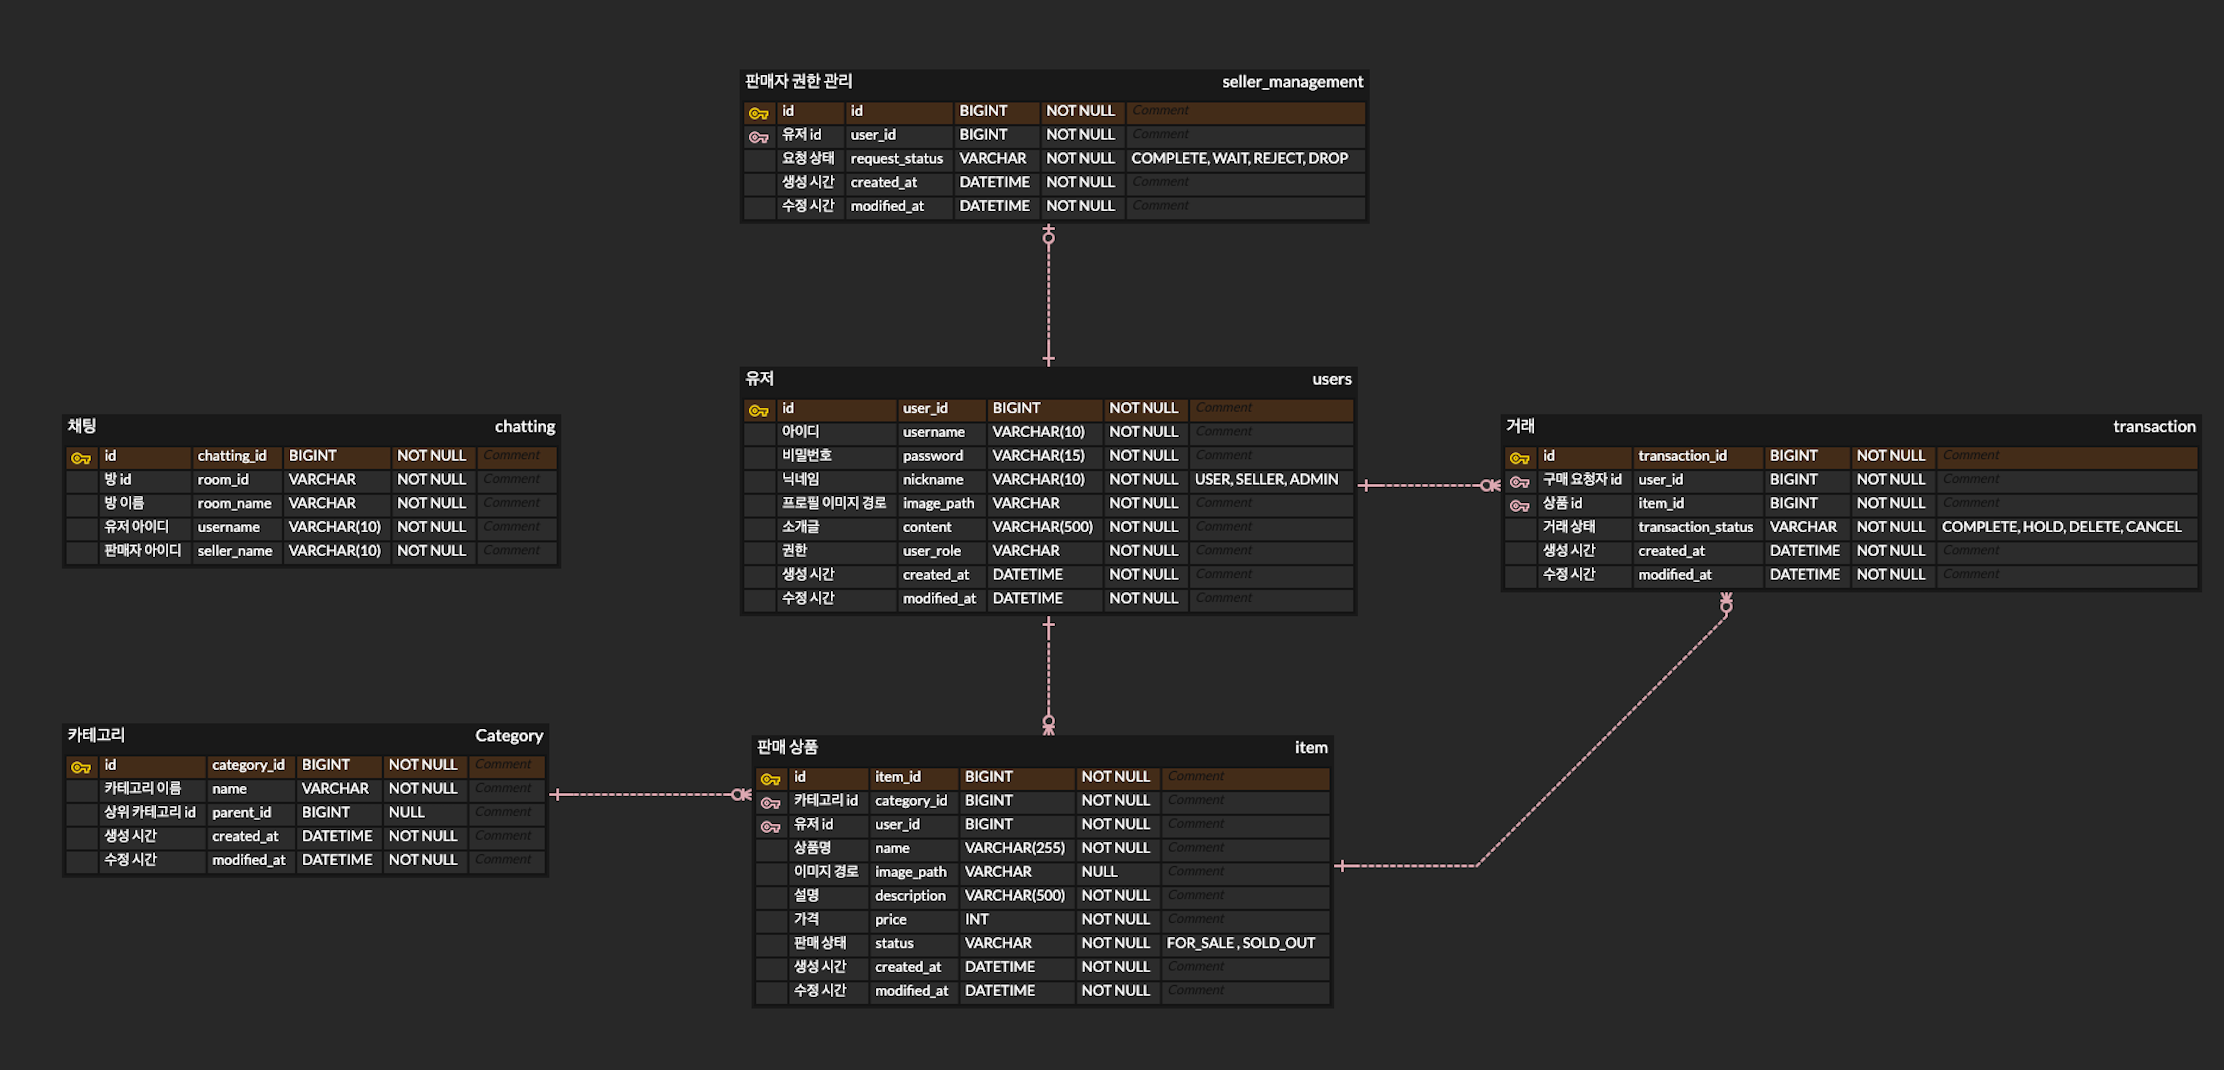 판매자 권한 관리 seller_management
id id BIGINT NOT NULL Comment
유저 id user_id BIGINT NOT NULL Comment
요청 상태 request_status VARCHAR NOT NULL COMPLETE, WAIT, REJECT, DROP
생성 시간 created_at DATETIME NOT NULL Comment
수정 시간 modified_at DATETIME NOT NULL Comment
유저 users
id user_id BIGINT NOT NULL Comment
아이디 username VARCHAR(10) NOT NULL Comment
비밀번호 password VARCHAR(15) NOT NULL Comment
닉네임 nickname VARCHAR(10) NOT NULL USER, SELLER, ADMIN
프로필 이미지 경로 image_path VARCHAR NOT NULL Comment
소개글 content VARCHAR(500) NOT NULL Comment
권한 user_role VARCHAR NOT NULL Comment
생성 시간 created_at DATETIME NOT NULL Comment
수정 시간 modified_at DATETIME NOT NULL Comment
채팅 chatting
id chatting_id BIGINT NOT NULL Comment
방 id room_id VARCHAR NOT NULL Comment
방 이름 room_name VARCHAR NOT NULL Comment
유저 아이디 username VARCHAR(10) NOT NULL Comment
판매자 아이디 seller_name VARCHAR(10) NOT NULL Comment
거래 transaction
id transaction_id BIGINT NOT NULL Comment
구매 요청자 id user_id BIGINT NOT NULL Comment
상품 id item_id BIGINT NOT NULL Comment
거래 상태 transaction_status VARCHAR NOT NULL COMPLETE, HOLD, DELETE, CANCEL
생성 시간 created_at DATETIME NOT NULL Comment
수정 시간 modified_at DATETIME NOT NULL Comment
카테고리 Category
id category_id BIGINT NOT NULL Comment
카테고리 이름 name VARCHAR NOT NULL Comment
상위 카테고리 id parent_id BIGINT NULL Comment
생성 시간 created_at DATETIME NOT NULL Comment
수정 시간 modified_at DATETIME NOT NULL Comment
판매 상품 item
id item_id BIGINT NOT NULL Comment
카테고리 id category_id BIGINT NOT NULL Comment
유저 id user_id BIGINT NOT NULL Comment
상품명 name VARCHAR(255) NOT NULL Comment
이미지 경로 image_path VARCHAR NULL Comment
설명 description VARCHAR(500) NOT NULL Comment
가격 price INT NOT NULL Comment
판매 상태 status VARCHAR NOT NULL FOR_SALE , SOLD_OUT
생성 시간 created_at DATETIME NOT NULL Comment
수정 시간 modified_at DATETIME NOT NULL Comment